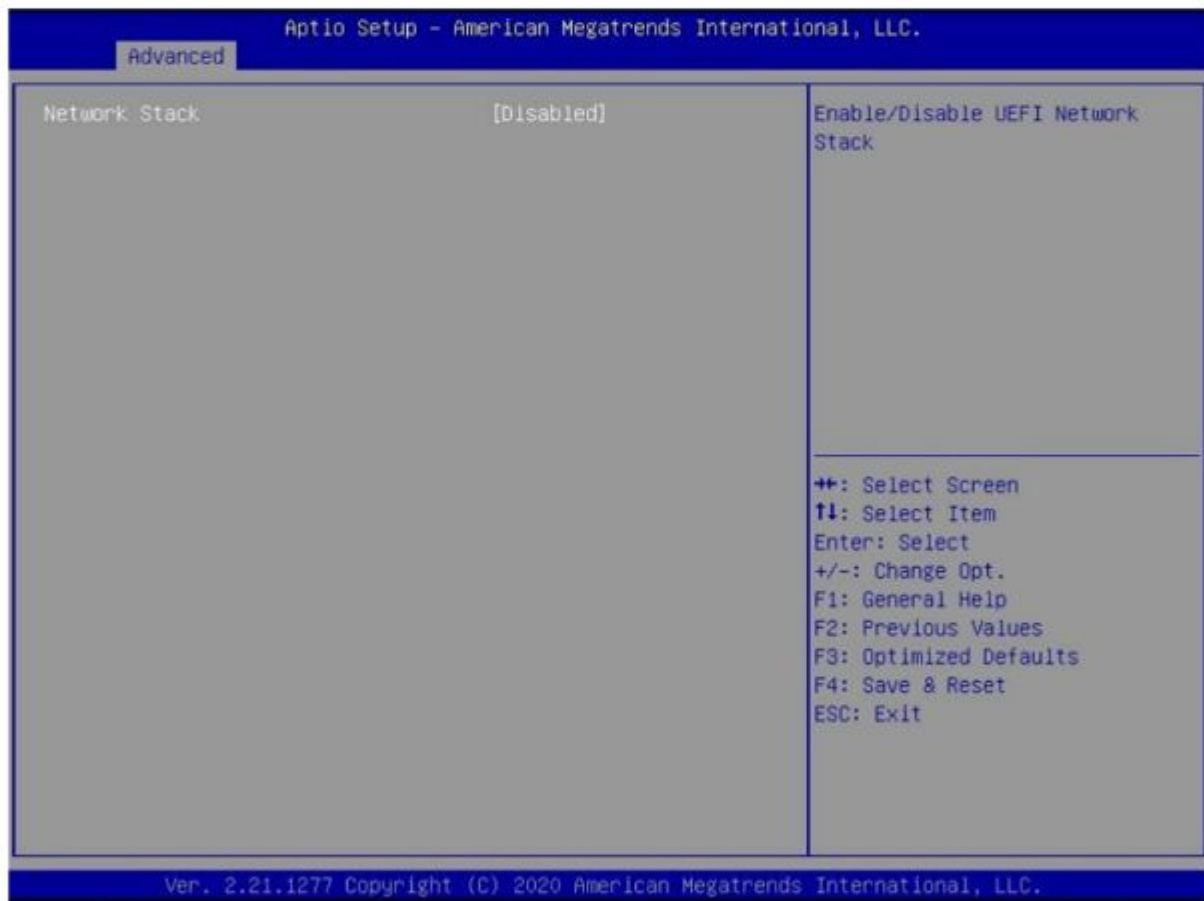 Aptio Setup – American Megatrends International, LLC.
Advanced
Network Stack [Disabled]
Enable/Disable UEFI Network
Stack
→←: Select Screen
↑↓: Select Item
Enter: Select
+/-: Change Opt.
F1: General Help
F2: Previous Values
F3: Optimized Defaults
F4: Save & Reset
ESC: Exit
Ver. 2.21.1277 Copyright (C) 2020 American Megatrends International, LLC.